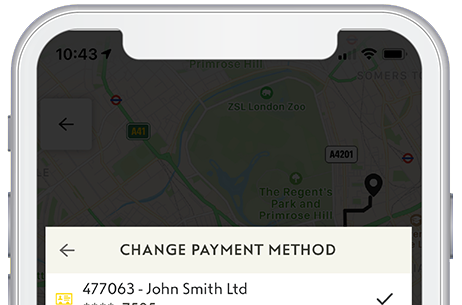 10:43
Primrose Hill
SOMERS TO
ZSL London Zoo
A41
A4201
The Regent's
Park and
Primrose Hill
CHANGE PAYMENT METHOD
477063 - John Smith Ltd